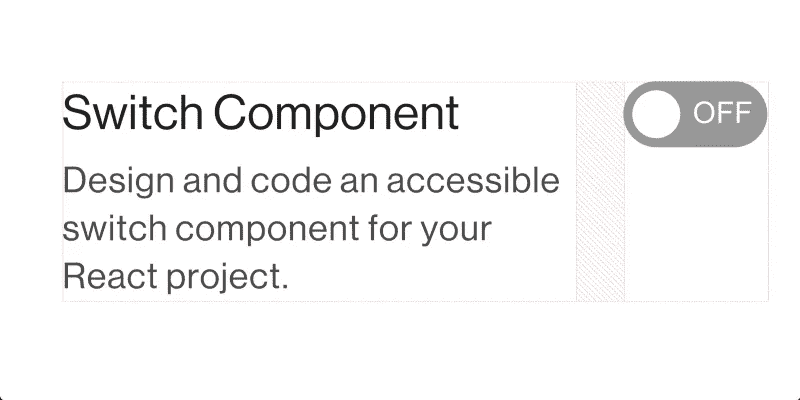 Switch Component
OFF
Design and code an accessible
switch component for your
React project.